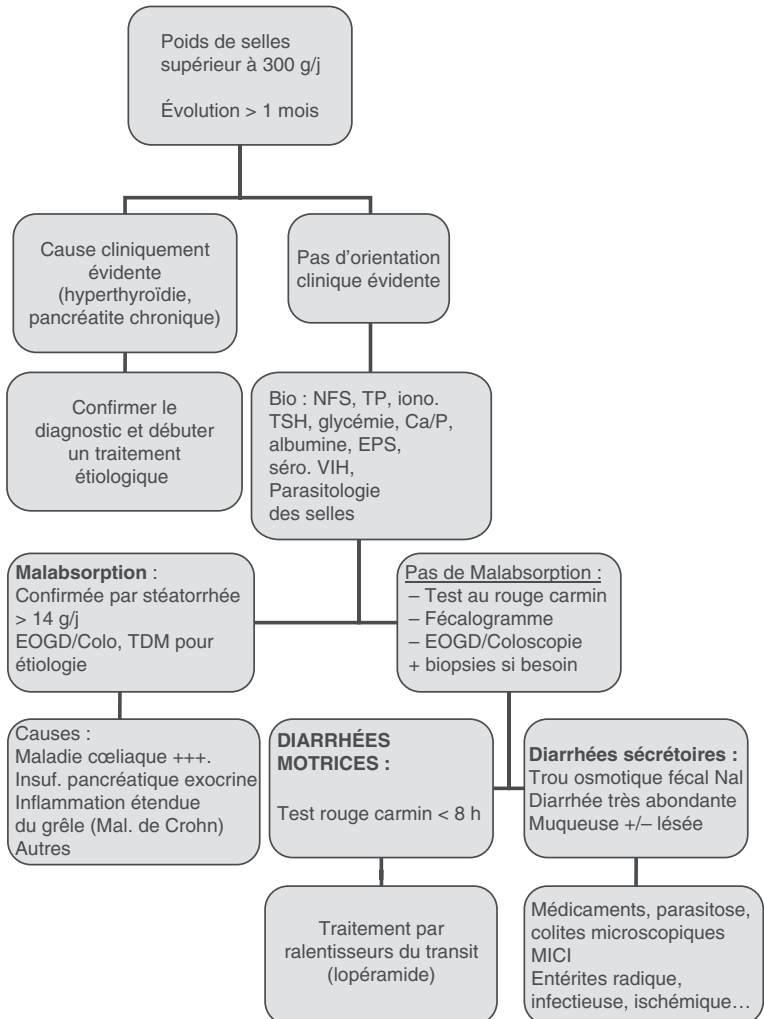 Poids de selles
supérieur à 300 g/j
Évolution > 1 mois
Cause cliniquement
évidente
(hyperthyroïdie,
pancréatite chronique)
Pas d'orientation
clinique évidente
Confirmer le
diagnostic et débuter
un traitement
étiologique
Bio : NFS, TP, iono.
TSH, glycémie, Ca/P,
albumine, EPS,
séro. VIH,
Parasitologie
des selles
Malabsorption :
Confirmée par stéatorrhée
> 14 g/j
EOGD/Colo, TDM pour
étiologie
Pas de Malabsorption :
– Test au rouge carmin
– Fécalogramme
– EOGD/Coloscopie
+ biopsies si besoin
Causes :
Maladie cœliaque +++.
Insuf. pancréatique exocrine
Inflammation étendue
du grêle (Mal. de Crohn)
Autres
DIARRHÉES
MOTRICES :
Test rouge carmin < 8 h
Diarrhées sécrétoires :
Trou osmotique fécal Nal
Diarrhée très abondante
Muqueuse +/– lésée
Traitement par
ralentisseurs du transit
(lopéramide)
Médicaments, parasitose,
colites microscopiques
MICI
Entérites radique,
infectieuse, ischémique…